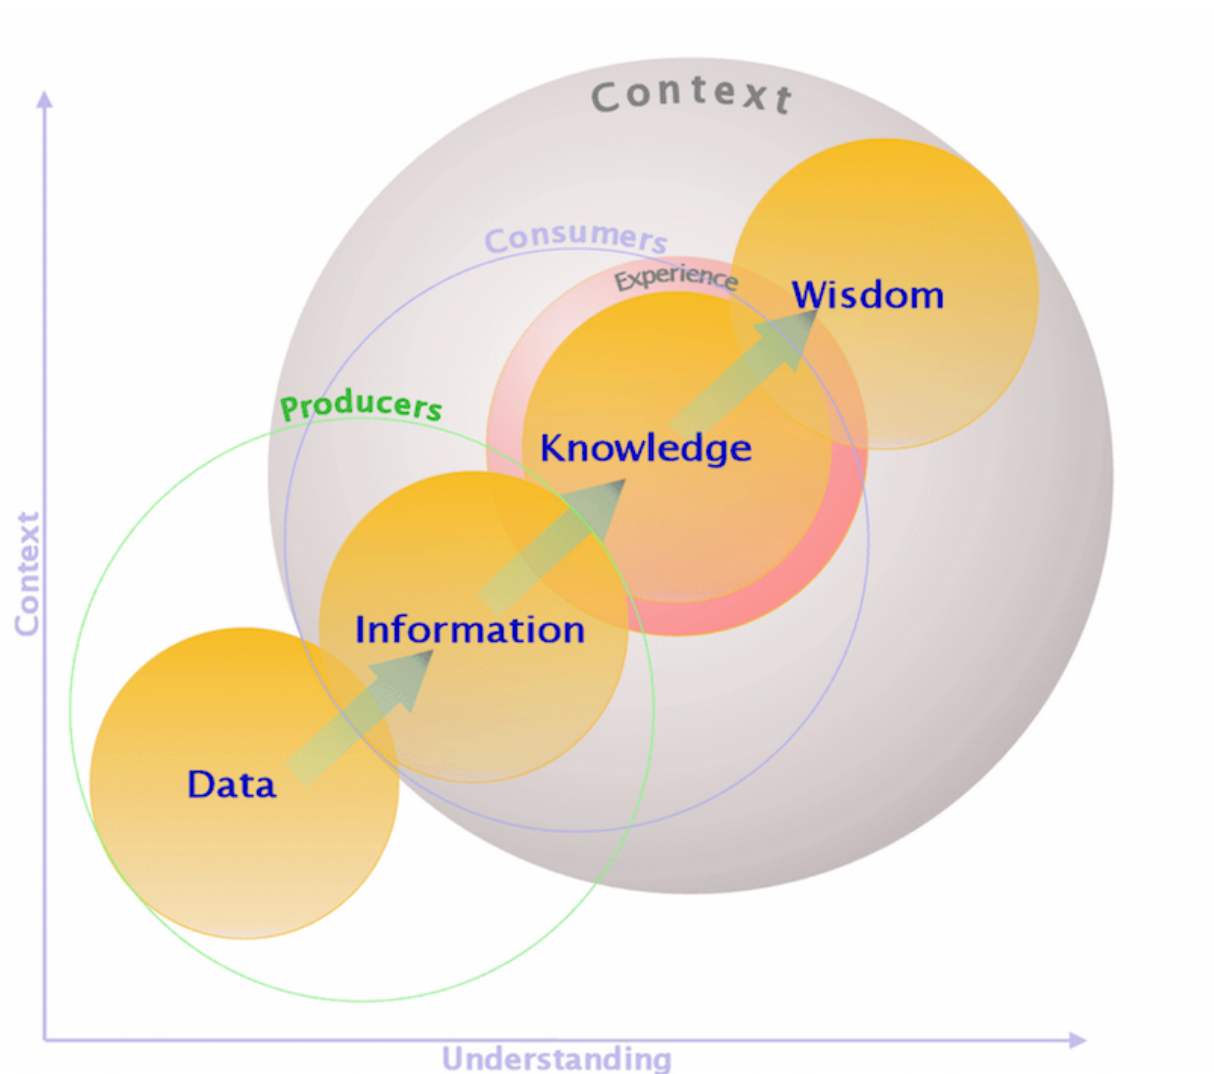 Context
Consumers
Experience
Wisdom
Producers
Knowledge
Context
Information
Data
Understanding